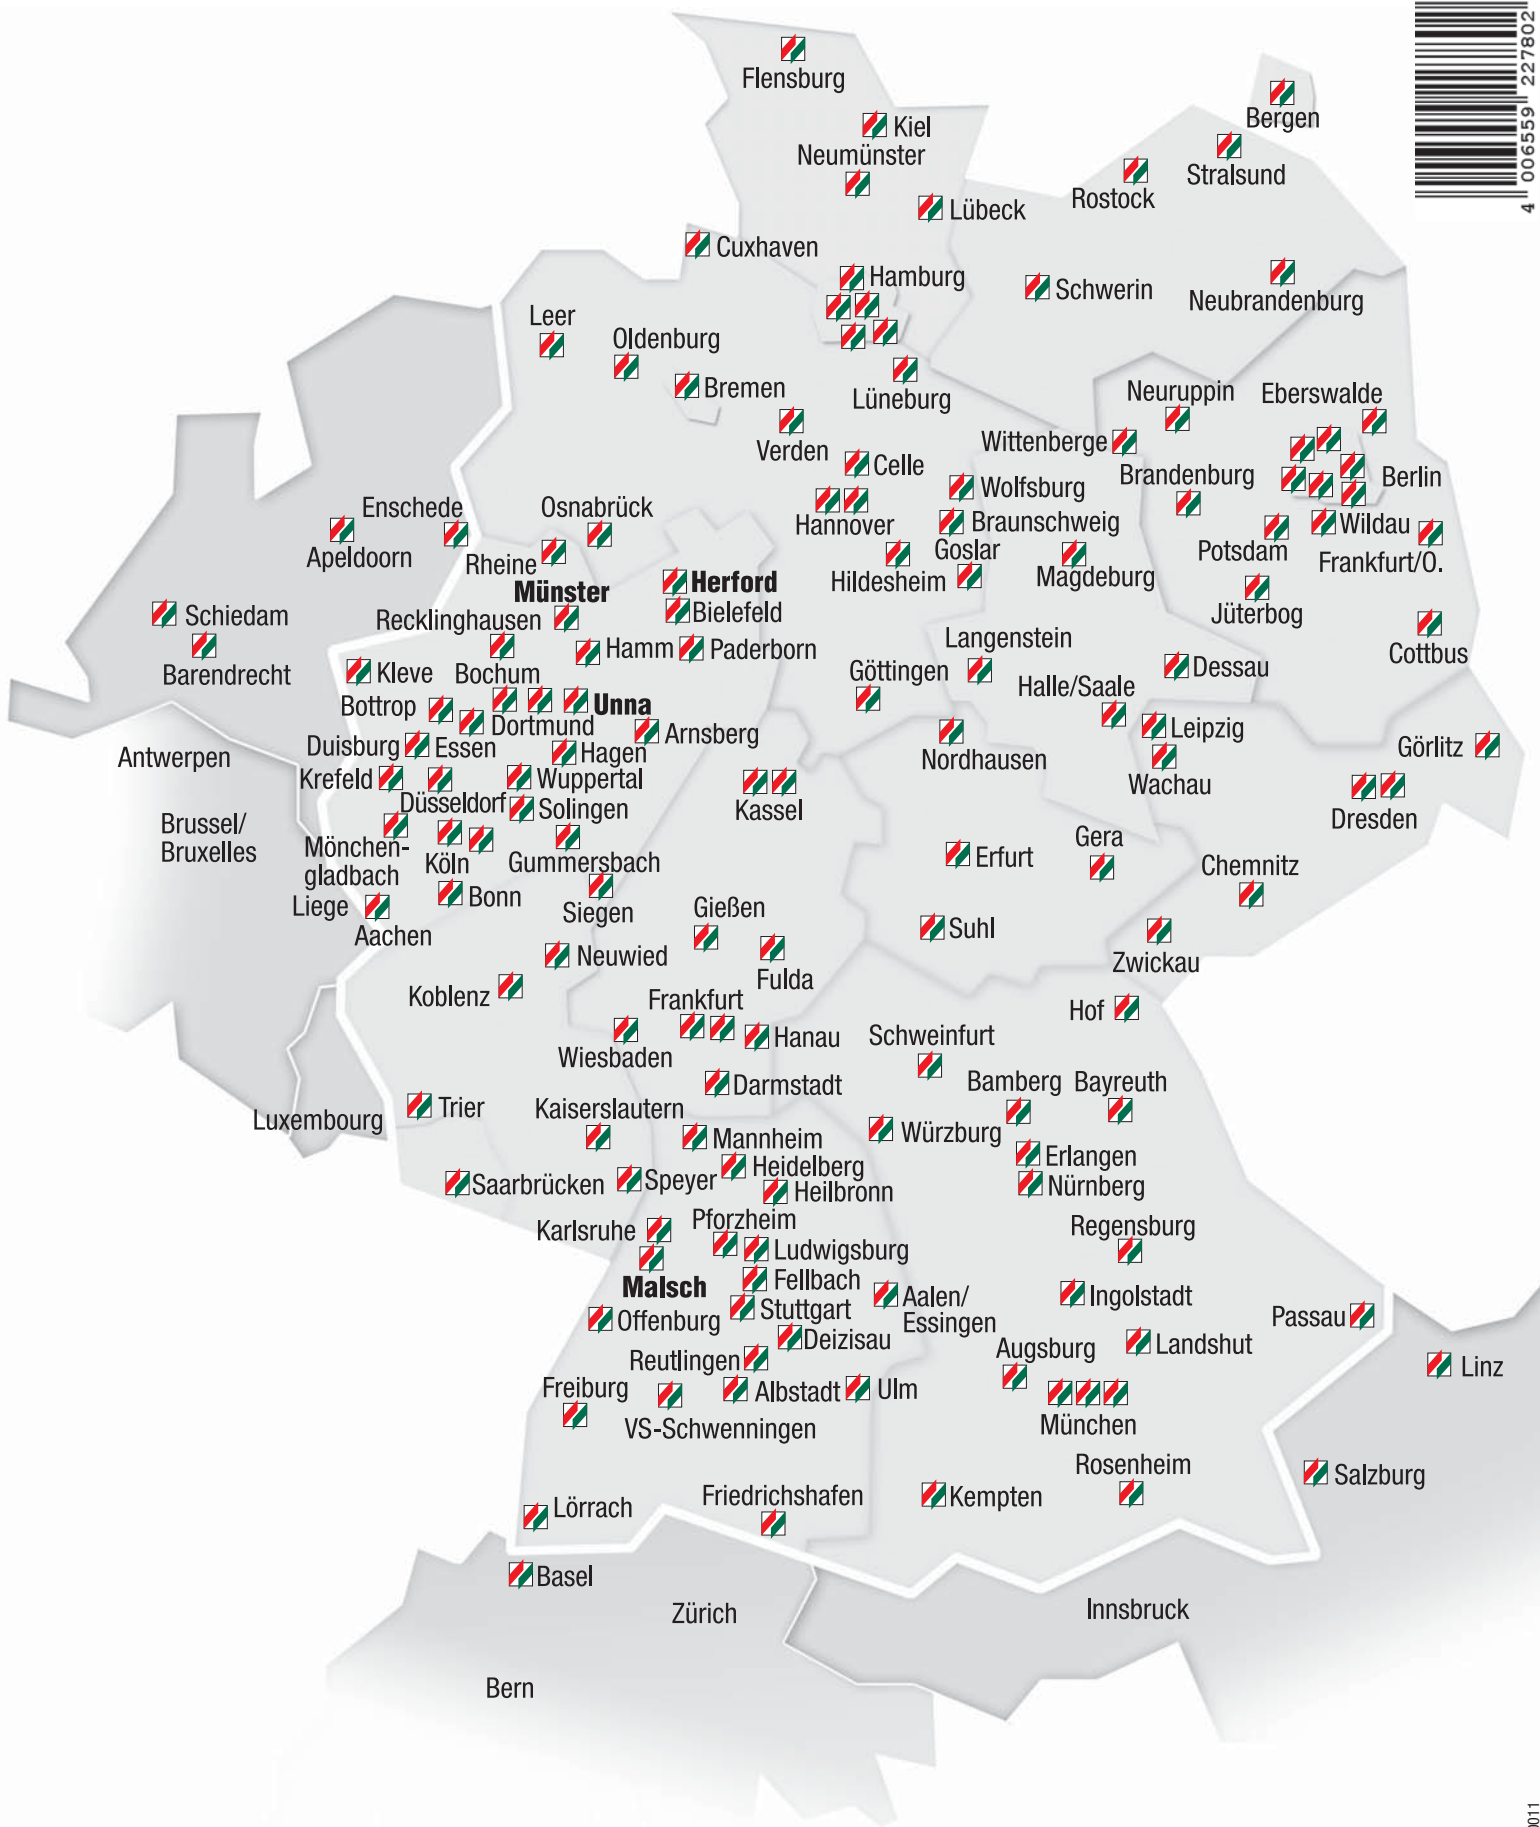 4 006559 227802
Flensburg
Bergen
Kiel
Neumünster
Stralsund
Rostock
Lübeck
Cuxhaven
Hamburg
Schwerin
Neubrandenburg
Leer
Oldenburg
Bremen
Lüneburg
Neuruppin
Eberswalde
Verden
Wittenberge
Celle
Brandenburg
Berlin
Wolfsburg
Enschede
Osnabrück
Hannover
Braunschweig
Wildau
Apeldoorn
Rheine
Goslar
Potsdam
Frankfurt/O.
Hildesheim
Magdeburg
Münster
Herford
Schiedam
Recklinghausen
Bielefeld
Jüterbog
Barendrecht
Hamm
Paderborn
Langenstein
Cottbus
Kleve
Bochum
Göttingen
Dessau
Halle/Saale
Bottrop
Unna
Dortmund
Leipzig
Arnsberg
Antwerpen
Duisburg
Essen
Hagen
Nordhausen
Görlitz
Krefeld
Wuppertal
Wachau
Düsseldorf
Solingen
Kassel
Dresden
Brussel/
Bruxelles
Mönchen-
gladbach
Köln
Gummersbach
Erfurt
Gera
Chemnitz
Liege
Bonn
Siegen
Gießen
Aachen
Suhl
Neuwied
Fulda
Zwickau
Koblenz
Frankfurt
Hof
Wiesbaden
Hanau
Schweinfurt
Darmstadt
Bamberg
Bayreuth
Luxembourg
Trier
Kaiserslautern
Mannheim
Würzburg
Heidelberg
Erlangen
Saarbrücken
Speyer
Heilbronn
Nürnberg
Karlsruhe
Pforzheim
Regensburg
Ludwigsburg
Malsch
Fellbach
Aalen/
Essingen
Ingolstadt
Offenburg
Stuttgart
Passau
Deizisau
Augsburg
Landshut
Reutlingen
Linz
Freiburg
Albstadt
Ulm
VS-Schwenningen
München
Rosenheim
Salzburg
Friedrichshafen
Kempten
Lörrach
Basel
Zürich
Innsbruck
Bern
0011